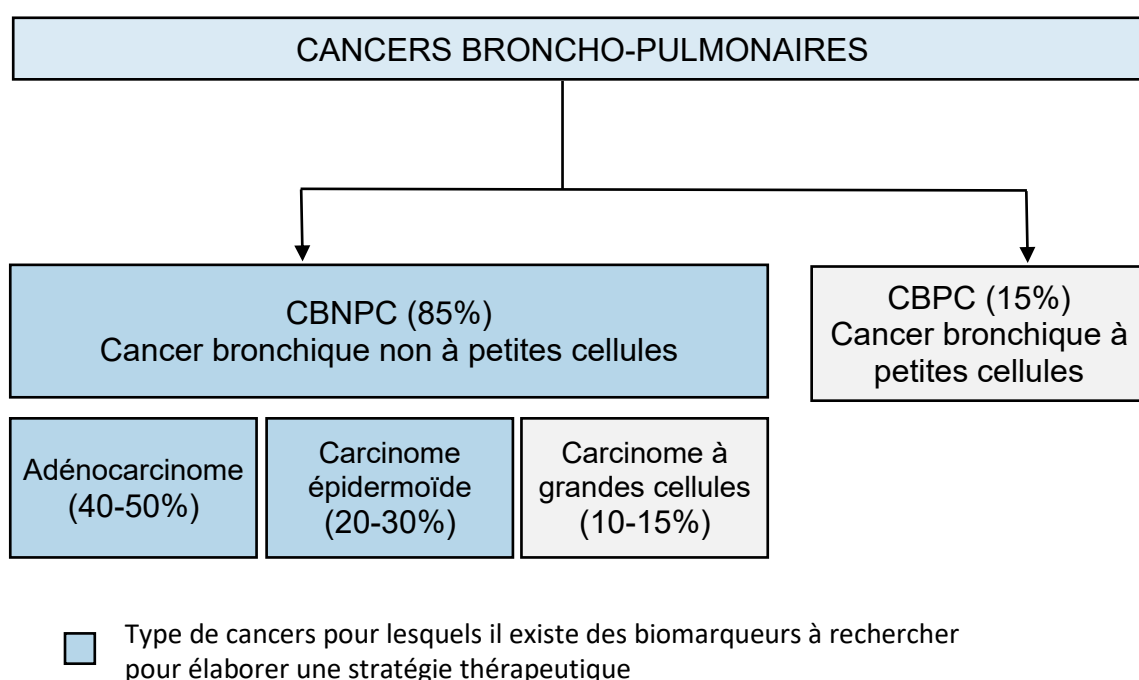 CANCERS BRONCHO-PULMONAIRES
CBNPC (85%)
Cancer bronchique non à petites cellules
CBPC (15%)
Cancer bronchique à
petites cellules
Adénocarcinome
(40-50%)
Carcinome
épidermoïde
(20-30%)
Carcinome à
grandes cellules
(10-15%)
Type de cancers pour lesquels il existe des biomarqueurs à rechercher
pour élaborer une stratégie thérapeutique